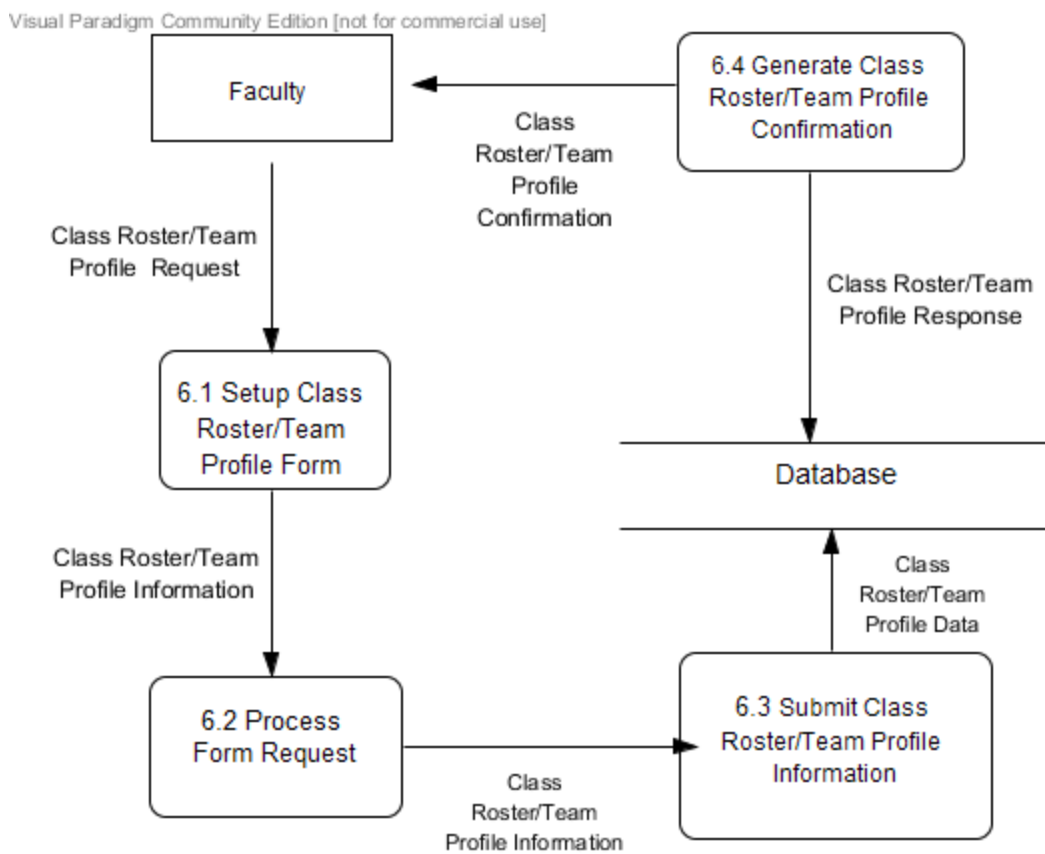 Visual Paradigm Community Edition [not for commercial use]
Faculty
6.4 Generate Class
Roster/Team Profile
Confirmation
Class
Roster/Team
Profile
Confirmation
Class Roster/Team
Profile Request
Class Roster/Team
Profile Response
6.1 Setup Class
Roster/Team
Profile Form
Database
Class Roster/Team
Profile Information
Class
Roster/Team
Profile Data
6.2 Process
Form Request
6.3 Submit Class
Roster/Team Profile
Information
Class
Roster/Team
Profile Information